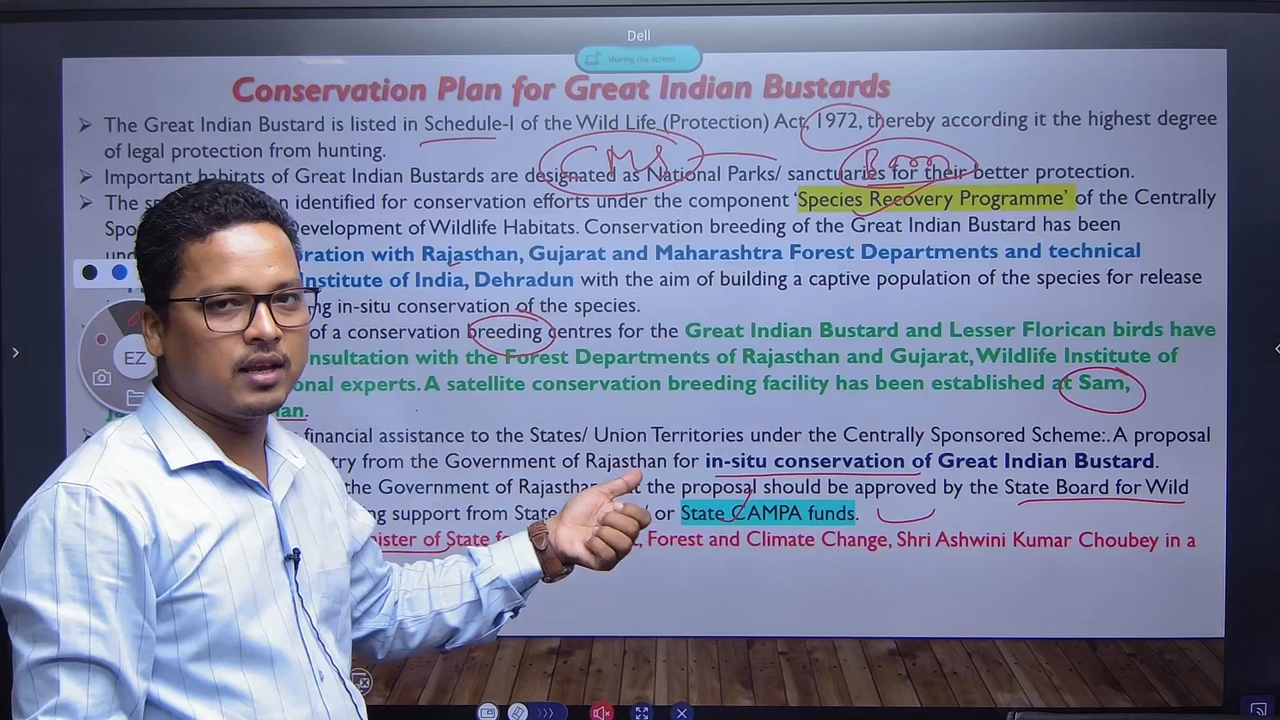 Dell
Sharing the screen
Conservation Plan for Great Indian Bustards
The Great Indian Bustard is listed in Schedule-I of the Wild Life (Protection) Act, 1972, thereby according it the highest degree
of legal protection from hunting.
CMS Bonn
Important habitats of Great Indian Bustards are designated as National Parks/ sanctuaries for their better protection.
The identified for conservation efforts under the component 'Species Recovery Programme' of the Centrally
Development of Wildlife Habitats. Conservation breeding of the Great Indian Bustard has been
oration with Rajasthan, Gujarat and Maharashtra Forest Departments and technical
nstitute of India, Dehradun with the aim of building a captive population of the species for release
ng in-situ conservation of the species.
EZ
of a conservation breeding centres for the Great Indian Bustard and Lesser Florican birds have
nsultation with the Forest Departments of Rajasthan and Gujarat, Wildlife Institute of
onal experts. A satellite conservation breeding facility has been established at Sam,
an.
financial assistance to the States/ Union Territories under the Centrally Sponsored Scheme:. A proposal
try from the Government of Rajasthan for in-situ conservation of Great Indian Bustard.
the Government of Rajasthan the proposal should be approved by the State Board for Wild
ng support from State / or State CAMPA funds.
ister of State , Forest and Climate Change, Shri Ashwini Kumar Choubey in a